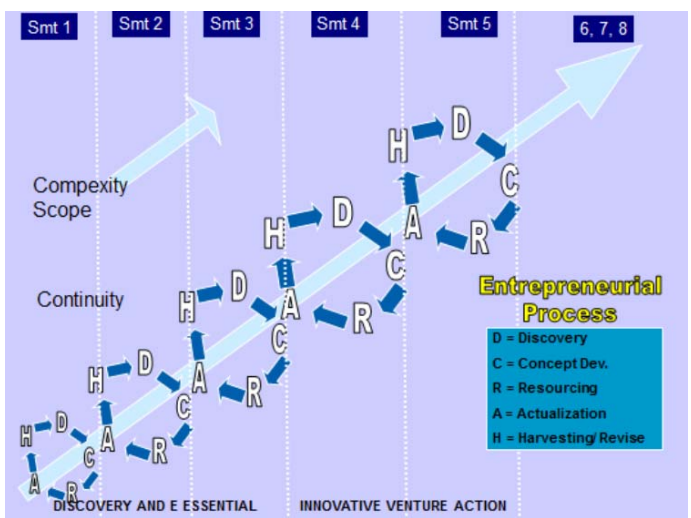 Smt 1
Smt 2
Smt 3
Smt 4
Smt 5
6, 7, 8
Compexity
Scope
Continuity
H
D
C
R
A
H
D
C
R
A
H
D
C
R
A
H
D
C
R
A
H
D
C
R
A
Entrepreneurial
Process
D = Discovery
C = Concept Dev.
R = Resourcing
A = Actualization
H = Harvesting/ Revise
DISCOVERY AND E ESSENTIAL
INNOVATIVE VENTURE ACTION